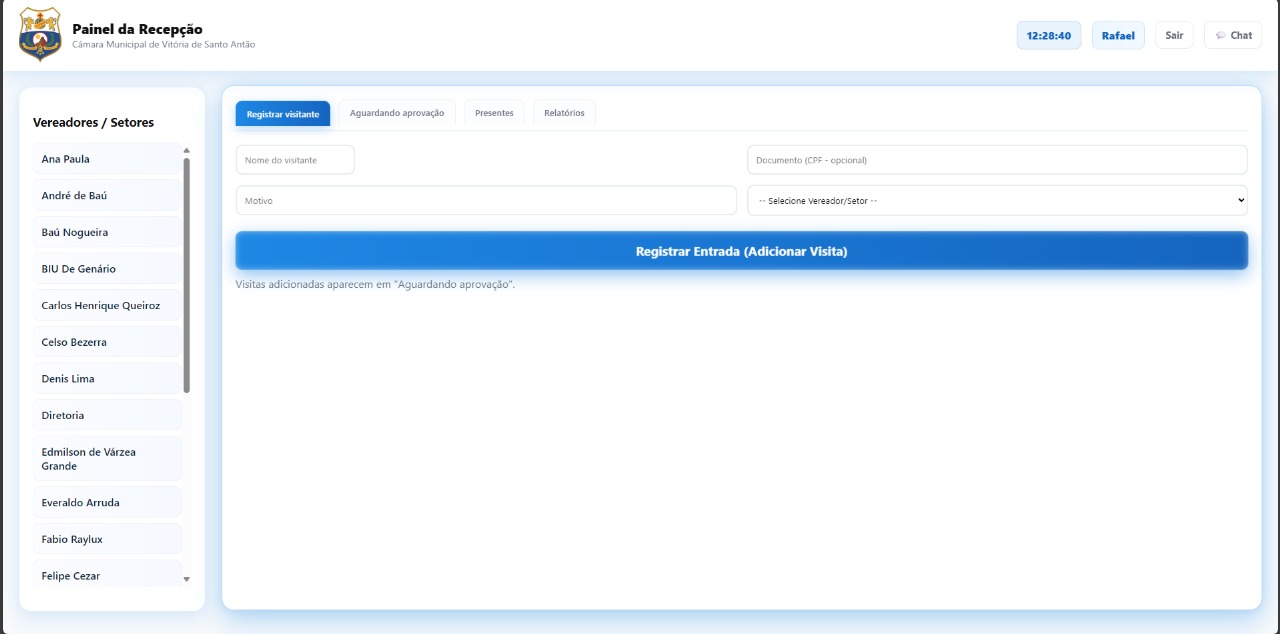 Painel da Recepção
Câmara Municipal de Vitória de Santo Antão
12:28:40
Rafael
Sair
Chat
Vereadores / Setores
Ana Paula
André de Baú
Baú Nogueira
BIU De Genário
Carlos Henrique Queiroz
Celso Bezerra
Denis Lima
Diretoria
Edmilson de Várzea
Grande
Everaldo Arruda
Fabio Raylux
Felipe Cezar
Registrar visitante
Aguardando aprovação
Presentes
Relatórios
Nome do visitante
Documento (CPF - opcional)
Motivo
-- Selecione Vereador/Setor --
Registrar Entrada (Adicionar Visita)
Visitas adicionadas aparecem em "Aguardando aprovação".